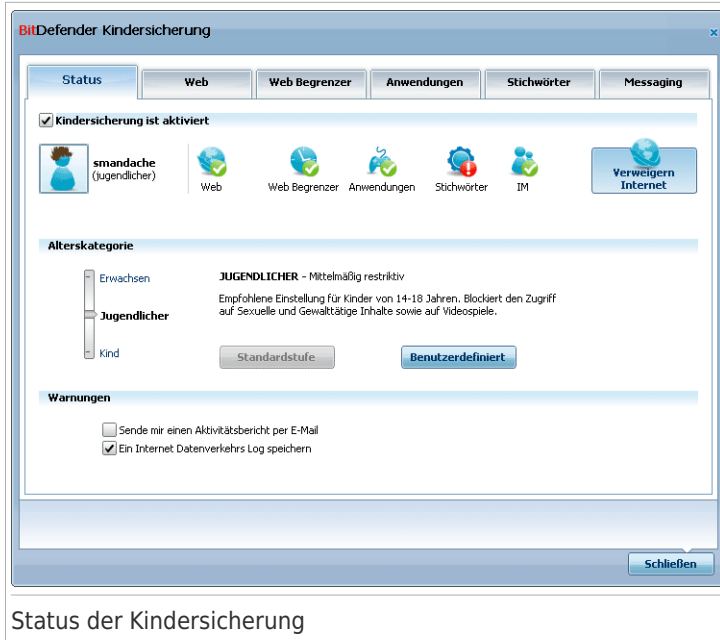 BitDefender Kindersicherung
x
Status
Web
Web Begrenzer
Anwendungen
Stichwörter
Messaging
Kindersicherung ist aktiviert
smandache
(jugendlicher)
Web
Web Begrenzer
Anwendungen
Stichwörter
IM
Verweigern
Internet
Alterskategorie
Erwachsen
Jugendlicher
Kind
JUGENDLICHER - Mittelmäßig restriktiv
Empfohlene Einstellung für Kinder von 14-18 Jahren. Blockiert den Zugriff
auf Sexuelle und Gewalttätige Inhalte sowie auf Videospiele.
Standardstufe
Benutzerdefiniert
Warnungen
Sende mir einen Aktivitätsbericht per E-Mail
Ein Internet Datenverkehrs Log speichern
Schließen
Status der Kindersicherung